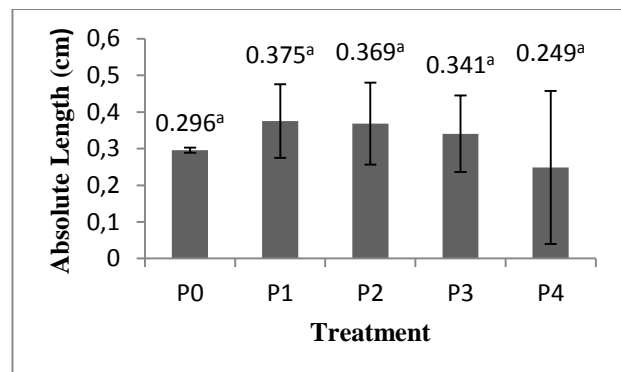 Absolute Length (cm)
0,6
0,5
0,4
0,3
0,2
0,1
0
0.296ᵃ
0.375ᵃ
0.369ᵃ
0.341ᵃ
0.249ᵃ
P0 P1 P2 P3 P4
Treatment